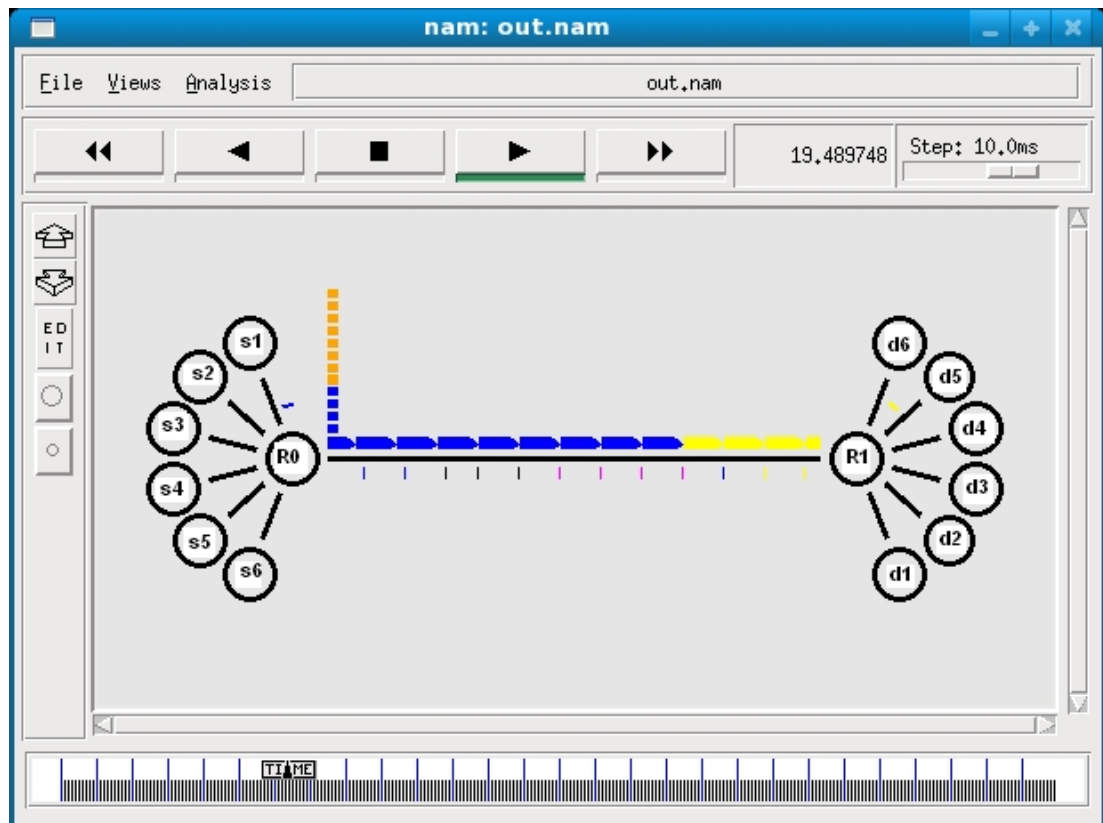 nam: out.nam
File Views Analysis out.nam
19.489748 Step: 10.0ms
ED
IT
s1
s2
s3
s4
s5
s6
R0
R1
d6
d5
d4
d3
d2
d1
TIME